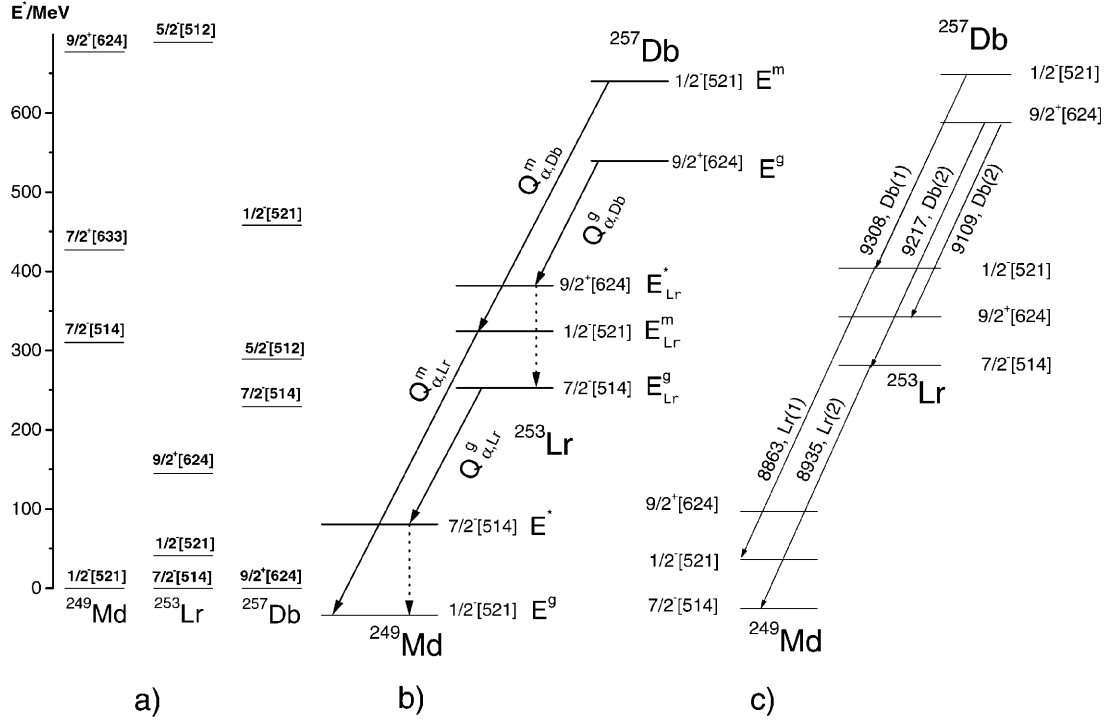 E*/MeV
600
500
400
300
200
100
0
9/2⁺[624]
7/2⁺[633]
7/2⁻[514]
1/2⁻[521]
²⁴⁹Md
5/2⁻[512]
9/2⁺[624]
1/2⁻[521]
7/2⁻[514]
²⁵³Lr
1/2⁻[521]
5/2⁻[512]
7/2⁻[514]
9/2⁺[624]
²⁵⁷Db
a)
²⁵⁷Db
1/2⁻[521] Eᵐ
9/2⁺[624] Eᵍ
Qᵐα,Db
Qᵍα,Db
9/2⁺[624] E*Lr
1/2⁻[521] EᵐLr
7/2⁻[514] EᵍLr
²⁵³Lr
Qᵐα,Lr
Qᵍα,Lr
7/2⁻[514] E*
1/2⁻[521] Eᵍ
²⁴⁹Md
b)
²⁵⁷Db
1/2⁻[521]
9/2⁺[624]
9308, Db(1)
9217, Db(2)
9109, Db(2)
1/2⁻[521]
9/2⁺[624]
7/2⁻[514]
²⁵³Lr
8863, Lr(1)
8935, Lr(2)
9/2⁺[624]
1/2⁻[521]
7/2⁻[514]
²⁴⁹Md
c)